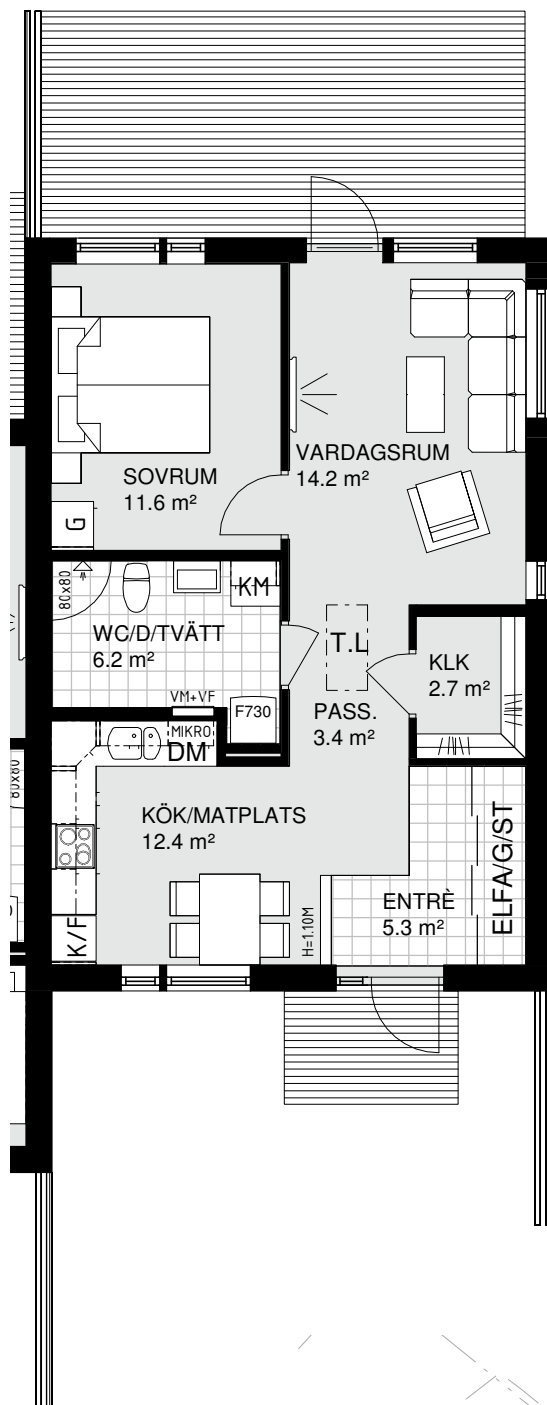 VARDAGSRUM
14.2 m²
SOVRUM
11.6 m²
G
80x80
KM
WC/D/TVÄTT
6.2 m²
T.L
KLK
2.7 m²
VM+VF
F730
PASS.
3.4 m²
MIKRO
DM
80x80
KÖK/MATPLATS
12.4 m²
ELFA/G/ST
ENTRÈ
5.3 m²
K/F
H=1.10M